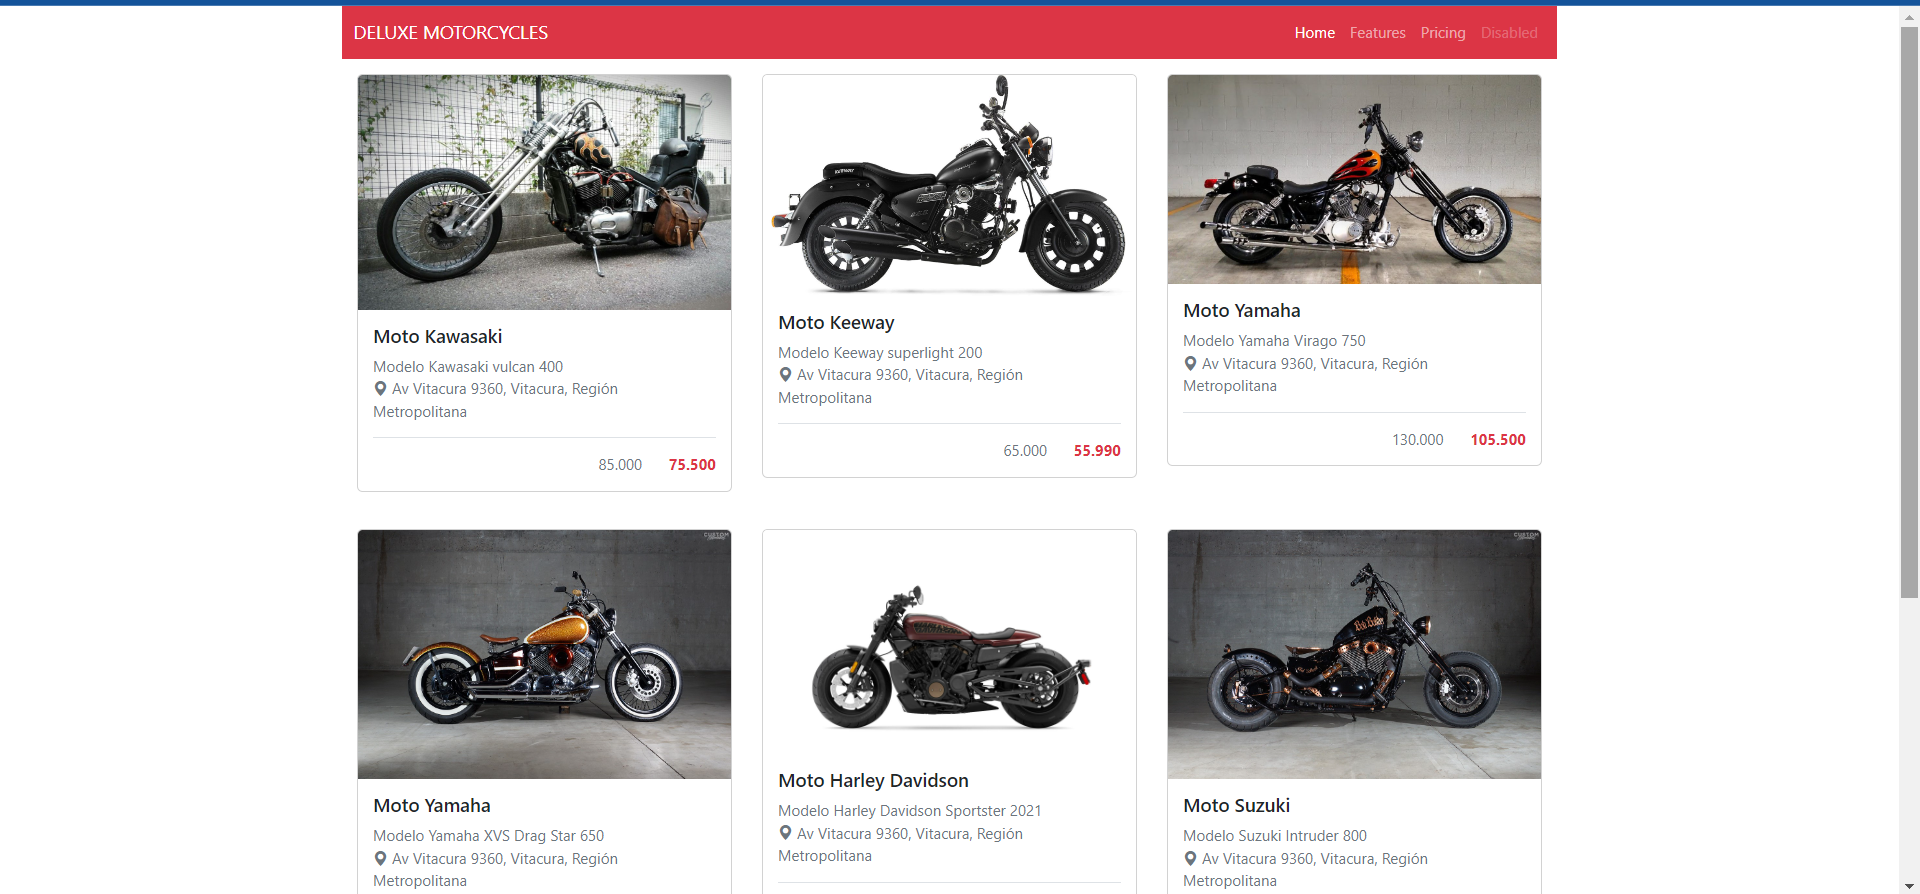 DELUXE MOTORCYCLES
Home Features Pricing Disabled
Moto Kawasaki
Modelo Kawasaki vulcan 400
Av Vitacura 9360, Vitacura, Región
Metropolitana
85.000 75.500
KEEWAY
Moto Keeway
Modelo Keeway superlight 200
Av Vitacura 9360, Vitacura, Región
Metropolitana
65.000 55.990
Moto Yamaha
Modelo Yamaha Virago 750
Av Vitacura 9360, Vitacura, Región
Metropolitana
130.000 105.500
CUSTOM
Moto Yamaha
Modelo Yamaha XVS Drag Star 650
Av Vitacura 9360, Vitacura, Región
Metropolitana
Moto Harley Davidson
Modelo Harley Davidson Sportster 2021
Av Vitacura 9360, Vitacura, Región
Metropolitana
CUSTOM
Moto Suzuki
Modelo Suzuki Intruder 800
Av Vitacura 9360, Vitacura, Región
Metropolitana